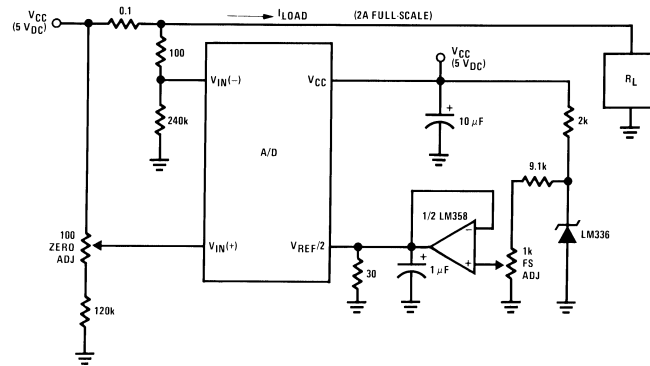 VCC
(5 VDC)
0.1
ILOAD
(2A FULL-SCALE)
100
VIN(−)
VCC
VCC
(5 VDC)
RL
240k
10 μF
+
2k
A/D
9.1k
1/2 LM358
LM336
100
ZERO
ADJ
VIN(+)
VREF/2
−
+
1k
FS
ADJ
30
+
1 μF
120k